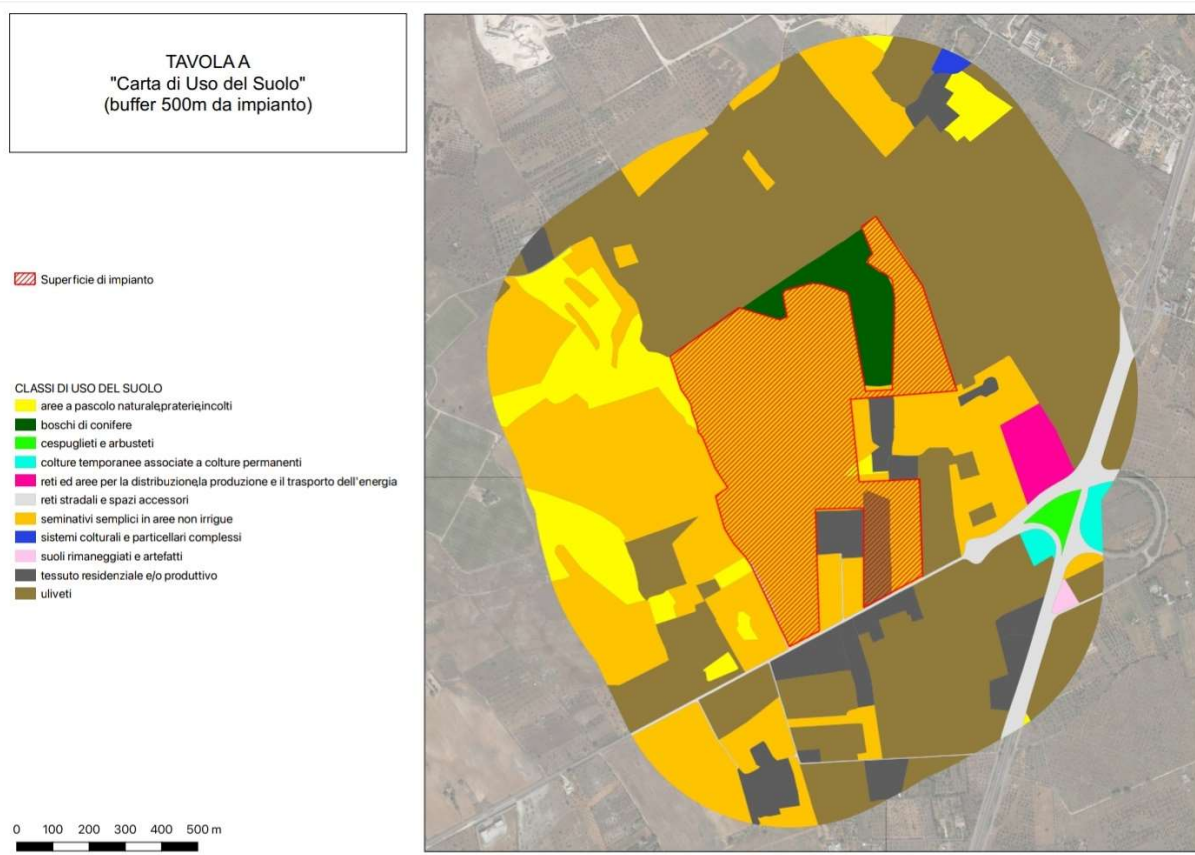 TAVOLA A
"Carta di Uso del Suolo"
(buffer 500m da impianto)
Superficie di impianto
CLASSI DI USO DEL SUOLO
aree a pascolo naturale,praterie,incolti
boschi di conifere
cespuglieti e arbusteti
colture temporanee associate a colture permanenti
reti ed aree per la distribuzione,la produzione e il trasporto dell'energia
reti stradali e spazi accessori
seminativi semplici in aree non irrigue
sistemi colturali e particellari complessi
suoli rimaneggiati e artefatti
tessuto residenziale e/o produttivo
uliveti
0 100 200 300 400 500 m